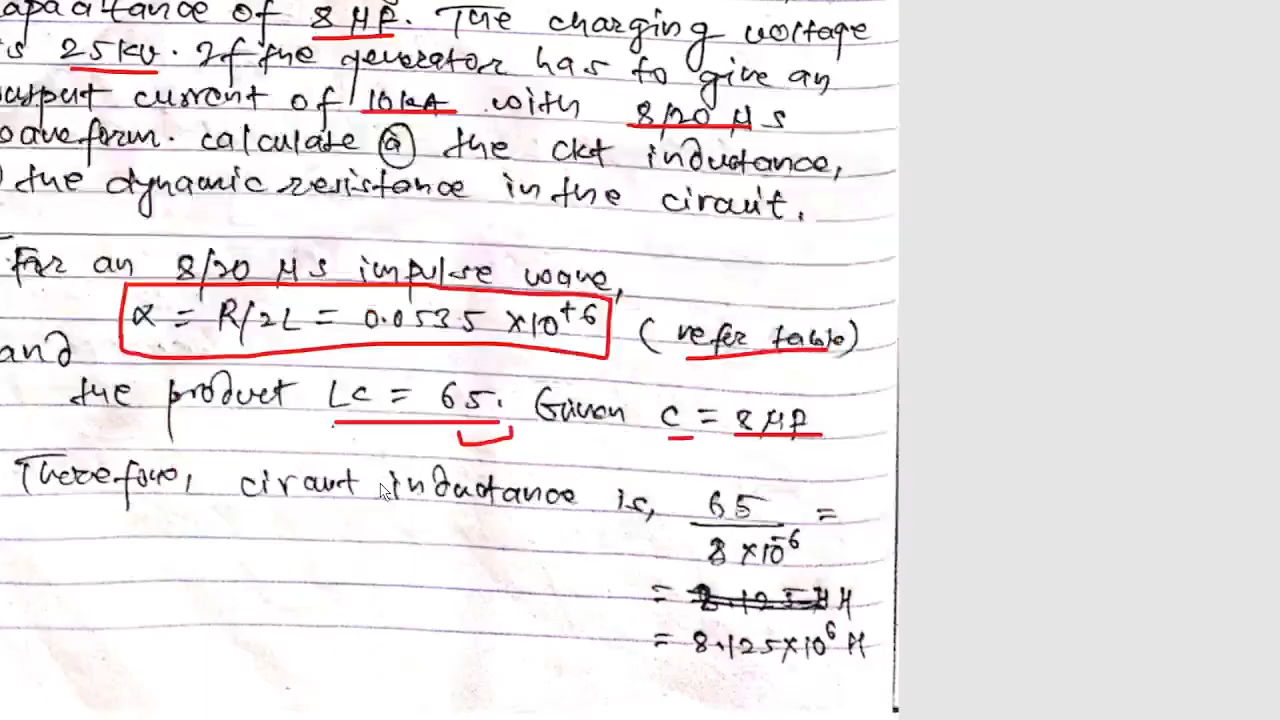 apacitance of 8 μF. The charging voltage
s 25 kV. If the generator has to give an
output current of 10 kA with 8/20 μs
waveform. calculate ⓐ the ckt inductance,
) the dynamic resistance in the circuit.
For an 8/20 μs impulse wave,
α = R/2L = 0.0535 × 10⁺⁶ (refer table)
and
the product LC = 65. Given C = 8 μF
Therefore, circuit inductance is, 65 / 8 × 10⁻⁶ =
= H
= 8.125 × 10⁶ H